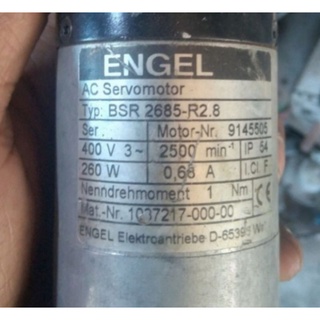 ENGEL
AC Servomotor
Typ: BSR 2685-R2.8
Ser. Motor-Nr. 9145505
400 V 3~ 2500 min⁻¹ IP 54
260 W 0,68 A I.Cl F
Nenndrehmoment 1 Nm CE
Mat.-Nr. 1037217-000-00
ENGEL Elektroantriebe D-65396